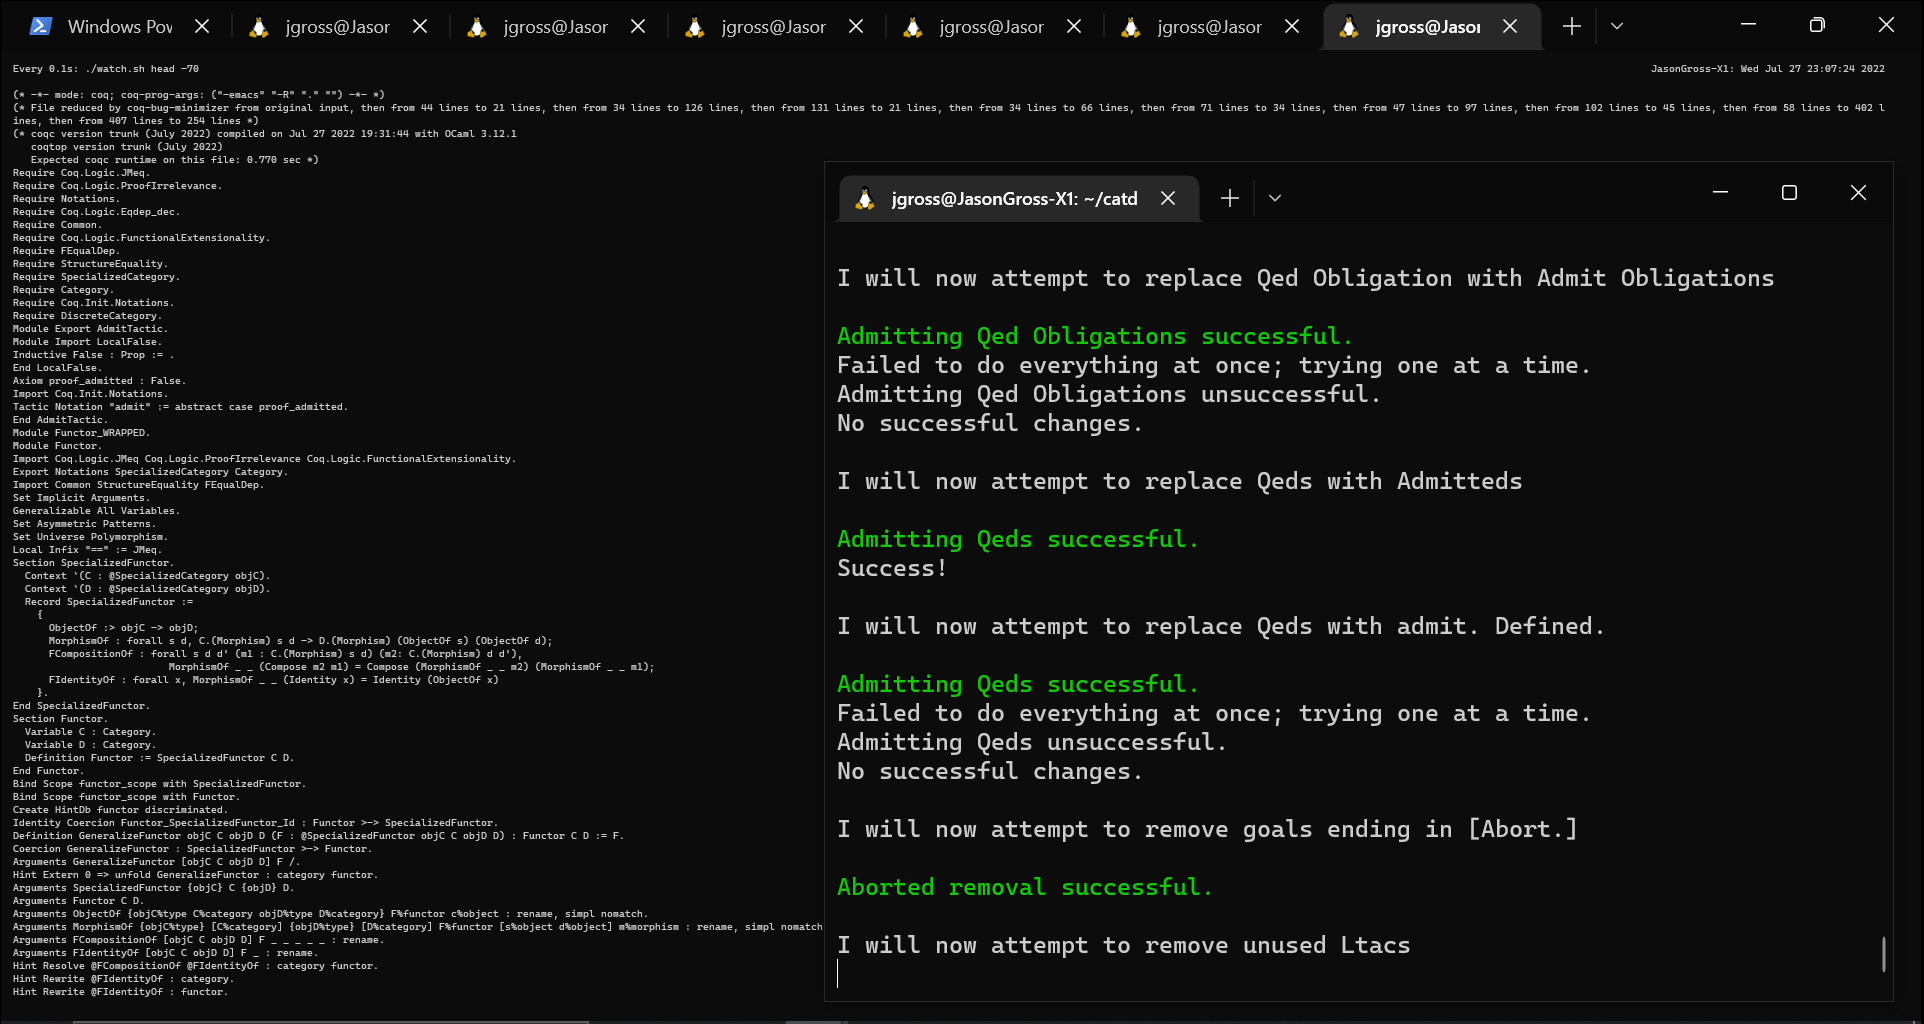 Windows Pov
jgross@Jasor
jgross@Jasor
jgross@Jasor
jgross@Jasor
jgross@Jasor
jgross@Jasor
Every 0.1s: ./watch.sh head -70
JasonGross-X1: Wed Jul 27 23:07:24 2022
(* -*- mode: coq; coq-prog-args: ("-emacs" "-R" "." "") -*- *)
(* File reduced by coq-bug-minimizer from original input, then from 44 lines to 21 lines, then from 34 lines to 126 lines, then from 131 lines to 21 lines, then from 34 lines to 66 lines, then from 71 lines to 34 lines, then from 47 lines to 97 lines, then from 102 lines to 45 lines, then from 58 lines to 402 l
ines, then from 407 lines to 254 lines *)
(* coqc version trunk (July 2022) compiled on Jul 27 2022 19:31:44 with OCaml 3.12.1
coqtop version trunk (July 2022)
Expected coqc runtime on this file: 0.770 sec *)
Require Coq.Logic.JMeq.
Require Coq.Logic.ProofIrrelevance.
Require Notations.
Require Coq.Logic.Eqdep_dec.
Require Common.
Require Coq.Logic.FunctionalExtensionality.
Require FEqualDep.
Require StructureEquality.
Require SpecializedCategory.
Require Category.
Require Coq.Init.Notations.
Require DiscreteCategory.
Module Export AdmitTactic.
Module Import LocalFalse.
Inductive False : Prop := .
End LocalFalse.
Axiom proof_admitted : False.
Import Coq.Init.Notations.
Tactic Notation "admit" := abstract case proof_admitted.
End AdmitTactic.
Module Functor_WRAPPED.
Module Functor.
Import Coq.Logic.JMeq Coq.Logic.ProofIrrelevance Coq.Logic.FunctionalExtensionality.
Export Notations SpecializedCategory Category.
Import Common StructureEquality FEqualDep.
Set Implicit Arguments.
Generalizable All Variables.
Set Asymmetric Patterns.
Set Universe Polymorphism.
Local Infix "==" := JMeq.
Section SpecializedFunctor.
Context `(C : @SpecializedCategory objC).
Context `(D : @SpecializedCategory objD).
Record SpecializedFunctor :=
{
ObjectOf :> objC -> objD;
MorphismOf : forall s d, C.(Morphism) s d -> D.(Morphism) (ObjectOf s) (ObjectOf d);
FCompositionOf : forall s d d' (m1 : C.(Morphism) s d) (m2: C.(Morphism) d d'),
MorphismOf _ _ (Compose m2 m1) = Compose (MorphismOf _ _ m2) (MorphismOf _ _ m1);
FIdentityOf : forall x, MorphismOf _ _ (Identity x) = Identity (ObjectOf x)
}.
End SpecializedFunctor.
Section Functor.
Variable C : Category.
Variable D : Category.
Definition Functor := SpecializedFunctor C D.
End Functor.
Bind Scope functor_scope with SpecializedFunctor.
Bind Scope functor_scope with Functor.
Create HintDb functor discriminated.
Identity Coercion Functor_SpecializedFunctor_Id : Functor >-> SpecializedFunctor.
Definition GeneralizeFunctor objC C objD D (F : @SpecializedFunctor objC C objD D) : Functor C D := F.
Coercion GeneralizeFunctor : SpecializedFunctor >-> Functor.
Arguments GeneralizeFunctor [objC C objD D] F /.
Hint Extern 0 => unfold GeneralizeFunctor : category functor.
Arguments SpecializedFunctor {objC} C {objD} D.
Arguments Functor C D.
Arguments ObjectOf {objC%type C%category objD%type D%category} F%functor c%object : rename, simpl nomatch.
Arguments MorphismOf {objC%type} [C%category] {objD%type} [D%category] F%functor [s%object d%object] m%morphism : rename, simpl nomatch
Arguments FCompositionOf [objC C objD D] F _ _ _ _ _ : rename.
Arguments FIdentityOf [objC C objD D] F _ : rename.
Hint Resolve @FCompositionOf @FIdentityOf : category functor.
Hint Rewrite @FIdentityOf : category.
Hint Rewrite @FIdentityOf : functor.
jgross@JasonGross-X1: ~/catd
I will now attempt to replace Qed Obligation with Admit Obligations
Admitting Qed Obligations successful.
Failed to do everything at once; trying one at a time.
Admitting Qed Obligations unsuccessful.
No successful changes.
I will now attempt to replace Qeds with Admitteds
Admitting Qeds successful.
Success!
I will now attempt to replace Qeds with admit. Defined.
Admitting Qeds successful.
Failed to do everything at once; trying one at a time.
Admitting Qeds unsuccessful.
No successful changes.
I will now attempt to remove goals ending in [Abort.]
Aborted removal successful.
I will now attempt to remove unused Ltacs